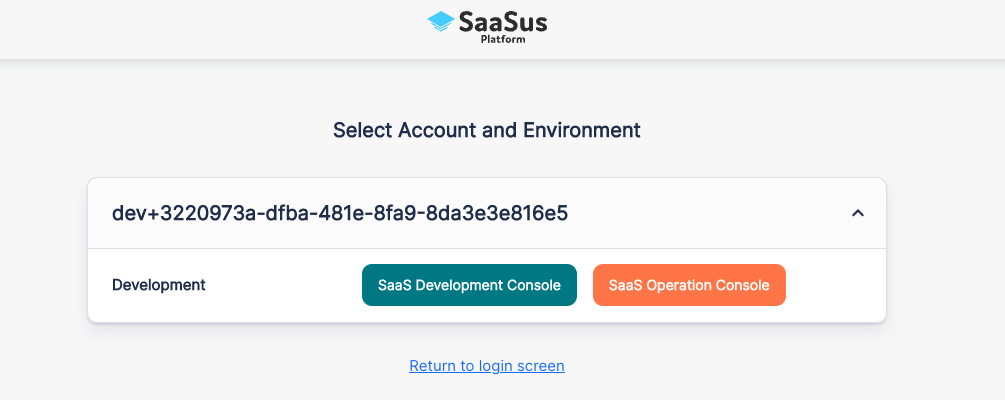 SaaSus
Platform
Select Account and Environment
dev+3220973a-dfba-481e-8fa9-8da3e3e816e5
Development SaaS Development Console SaaS Operation Console
Return to login screen